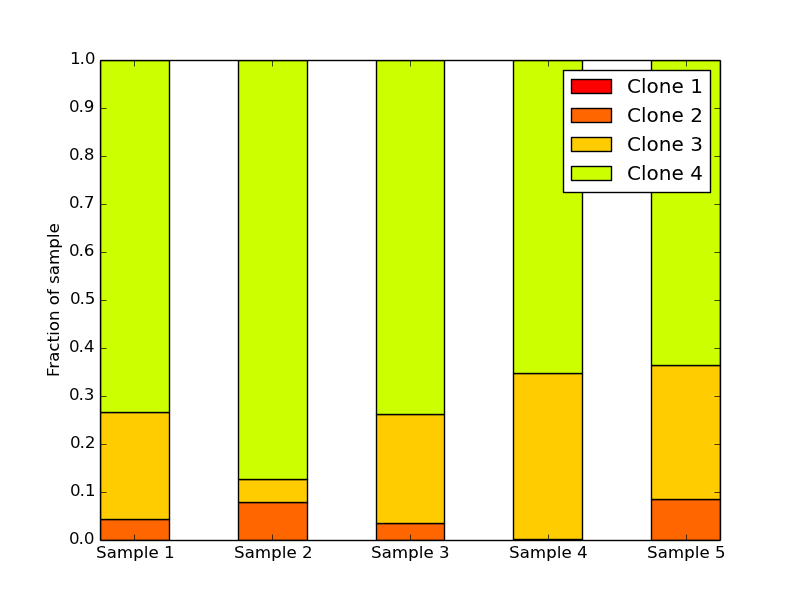 1.0
0.9
0.8
0.7
0.6
0.5
0.4
0.3
0.2
0.1
0.0
Fraction of sample
Clone 1
Clone 2
Clone 3
Clone 4
Sample 1 Sample 2 Sample 3 Sample 4 Sample 5